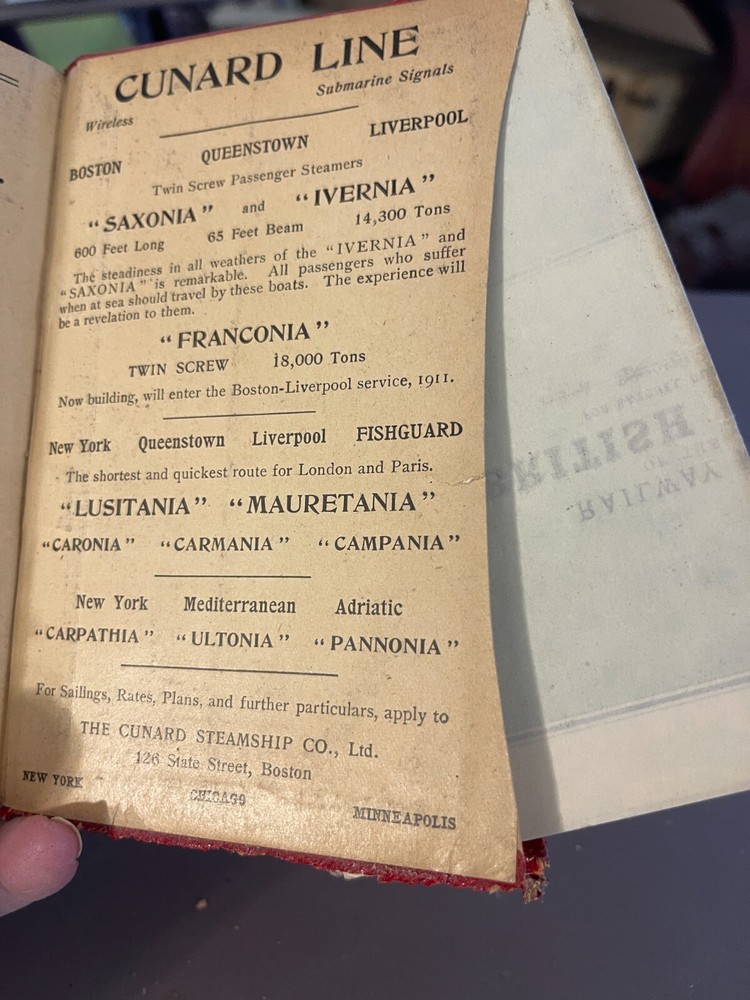 CUNARD LINE
Wireless Submarine Signals
BOSTON QUEENSTOWN LIVERPOOL
Twin Screw Passenger Steamers
“SAXONIA” and “IVERNIA”
600 Feet Long 65 Feet Beam 14,300 Tons
The steadiness in all weathers of the “IVERNIA” and
“SAXONIA” is remarkable. All passengers who suffer
when at sea should travel by these boats. The experience will
be a revelation to them.
“FRANCONIA”
TWIN SCREW 18,000 Tons
Now building, will enter the Boston-Liverpool service, 1911.
New York Queenstown Liverpool FISHGUARD
The shortest and quickest route for London and Paris.
“LUSITANIA” “MAURETANIA”
“CARONIA” “CARMANIA” “CAMPANIA”
New York Mediterranean Adriatic
“CARPATHIA” “ULTONIA” “PANNONIA”
For Sailings, Rates, Plans, and further particulars, apply to
THE CUNARD STEAMSHIP CO., Ltd.
126 State Street, Boston
NEW YORK CHICAGO MINNEAPOLIS
BRITISH
RAILWAY